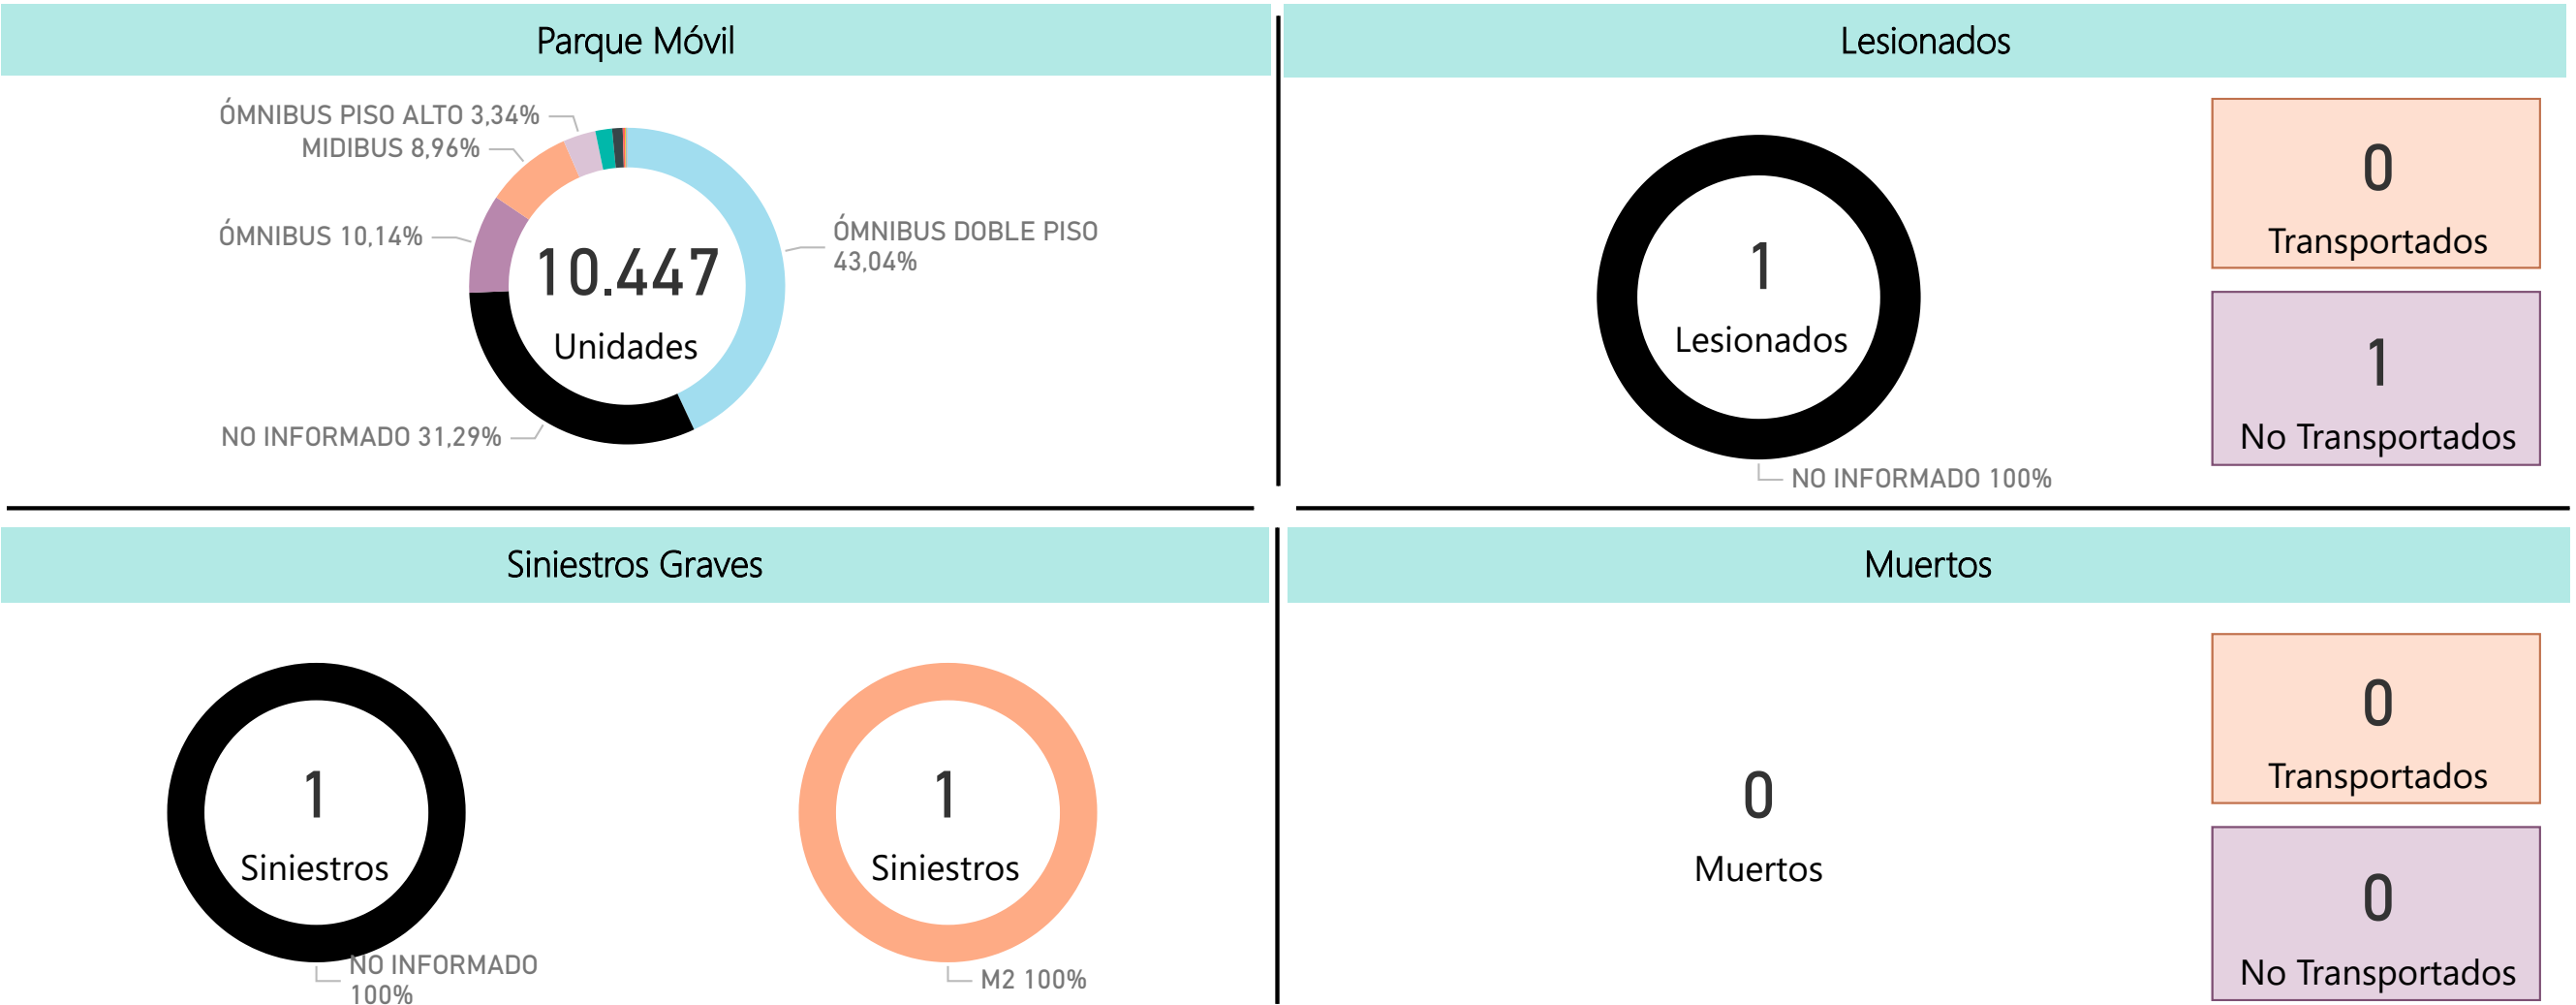 Parque Móvil
ÓMNIBUS PISO ALTO 3,34%
MIDIBUS 8,96%
ÓMNIBUS 10,14%
ÓMNIBUS DOBLE PISO
43,04%
10.447
Unidades
NO INFORMADO 31,29%
Lesionados
1
Lesionados
NO INFORMADO 100%
0
Transportados
1
No Transportados
Siniestros Graves
1
Siniestros
NO INFORMADO
100%
1
Siniestros
M2 100%
Muertos
0
Muertos
0
Transportados
0
No Transportados